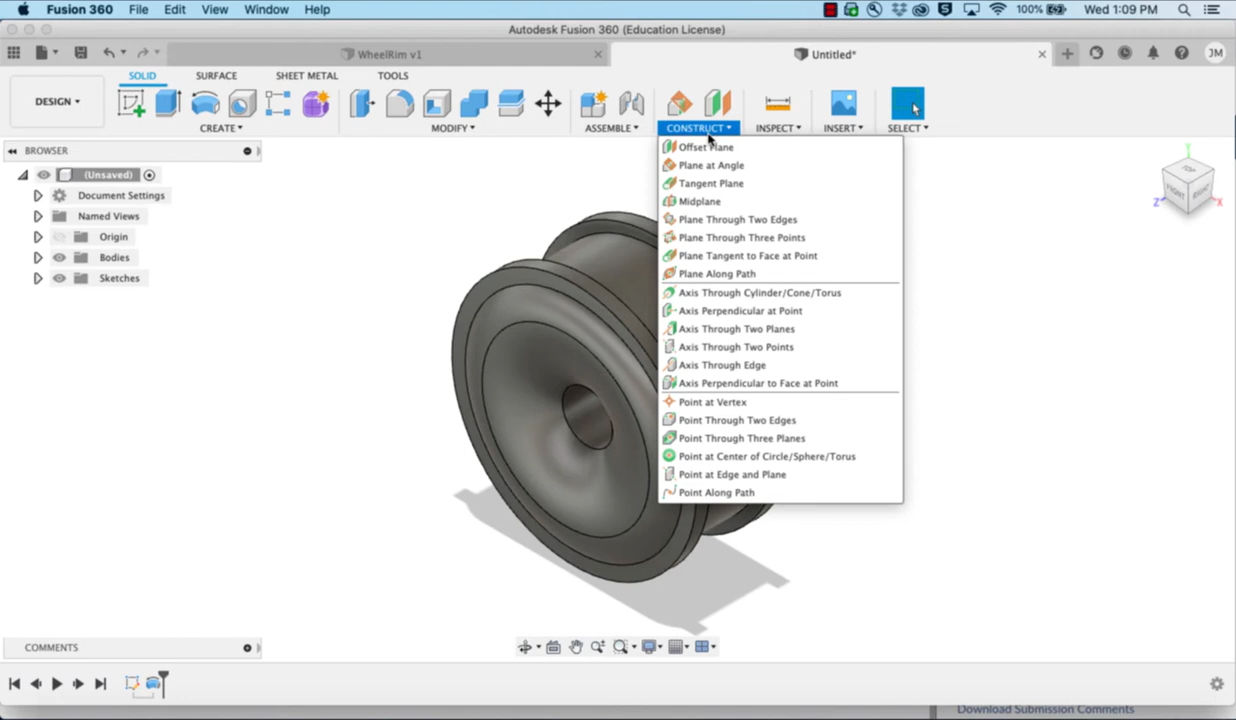 Fusion 360 File Edit View Window Help 100% Wed 1:09 PM
Autodesk Fusion 360 (Education License)
WheelRim v1 Untitled* JM
SOLID SURFACE SHEET METAL TOOLS
DESIGN
CREATE MODIFY ASSEMBLE CONSTRUCT INSPECT INSERT SELECT
BROWSER
(Unsaved)
Document Settings
Named Views
Origin
Bodies
Sketches
Offset Plane
Plane at Angle
Tangent Plane
Midplane
Plane Through Two Edges
Plane Through Three Points
Plane Tangent to Face at Point
Plane Along Path
Axis Through Cylinder/Cone/Torus
Axis Perpendicular at Point
Axis Through Two Planes
Axis Through Two Points
Axis Through Edge
Axis Perpendicular to Face at Point
Point at Vertex
Point Through Two Edges
Point Through Three Planes
Point at Center of Circle/Sphere/Torus
Point at Edge and Plane
Point Along Path
Y
TOP
FRONT RIGHT
Z X
COMMENTS
Download Submission Comments